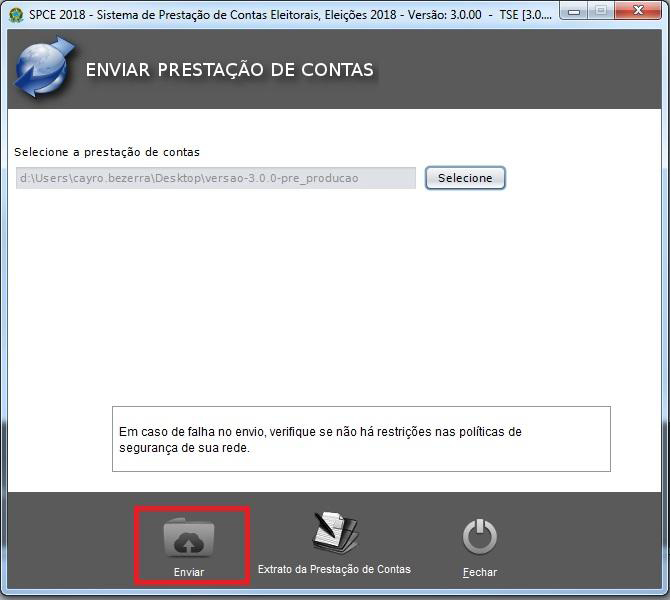 SPCE 2018 - Sistema de Prestação de Contas Eleitorais, Eleições 2018 - Versão: 3.0.00 - TSE [3.0....
ENVIAR PRESTAÇÃO DE CONTAS
Selecione a prestação de contas
d:\Users\cayro.bezerra\Desktop\versao-3.0.0-pre_producao
Selecione
Em caso de falha no envio, verifique se não há restrições nas políticas de
segurança de sua rede.
Enviar
Extrato da Prestação de Contas
Fechar